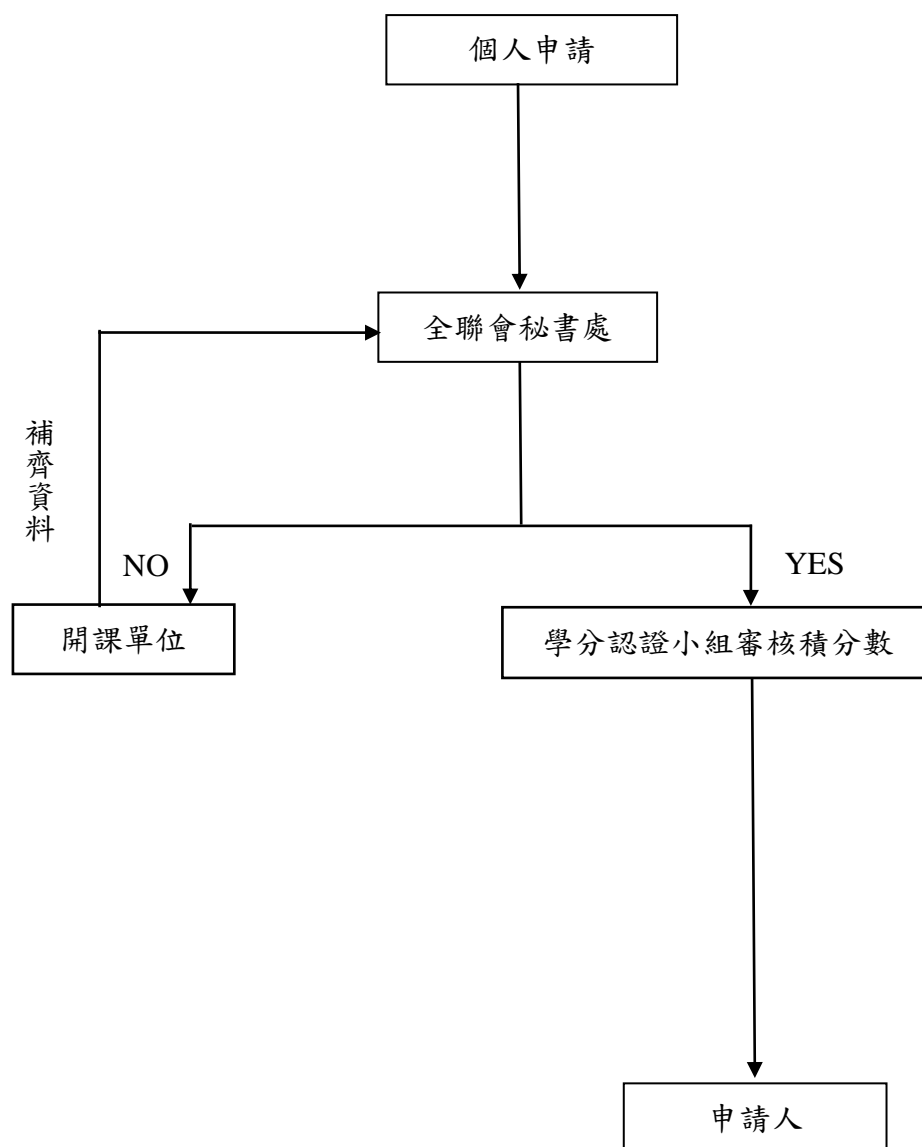 個人申請
全聯會秘書處
補齊資料
NO
YES
開課單位
學分認證小組審核積分數
申請人